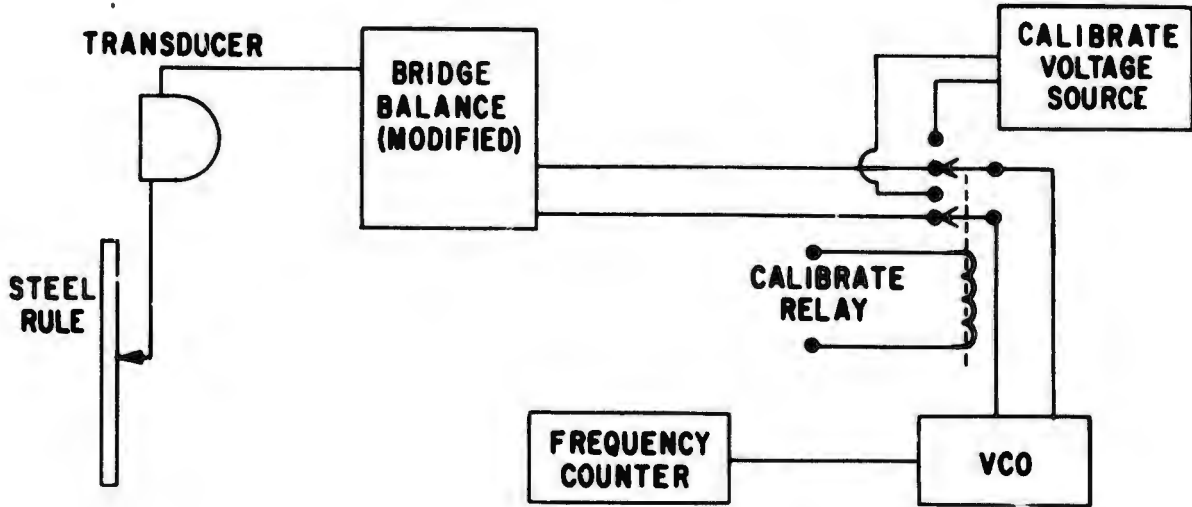 TRANSDUCER
BRIDGE
BALANCE
(MODIFIED)
CALIBRATE
VOLTAGE
SOURCE
STEEL
RULE
CALIBRATE
RELAY
FREQUENCY
COUNTER
VCO